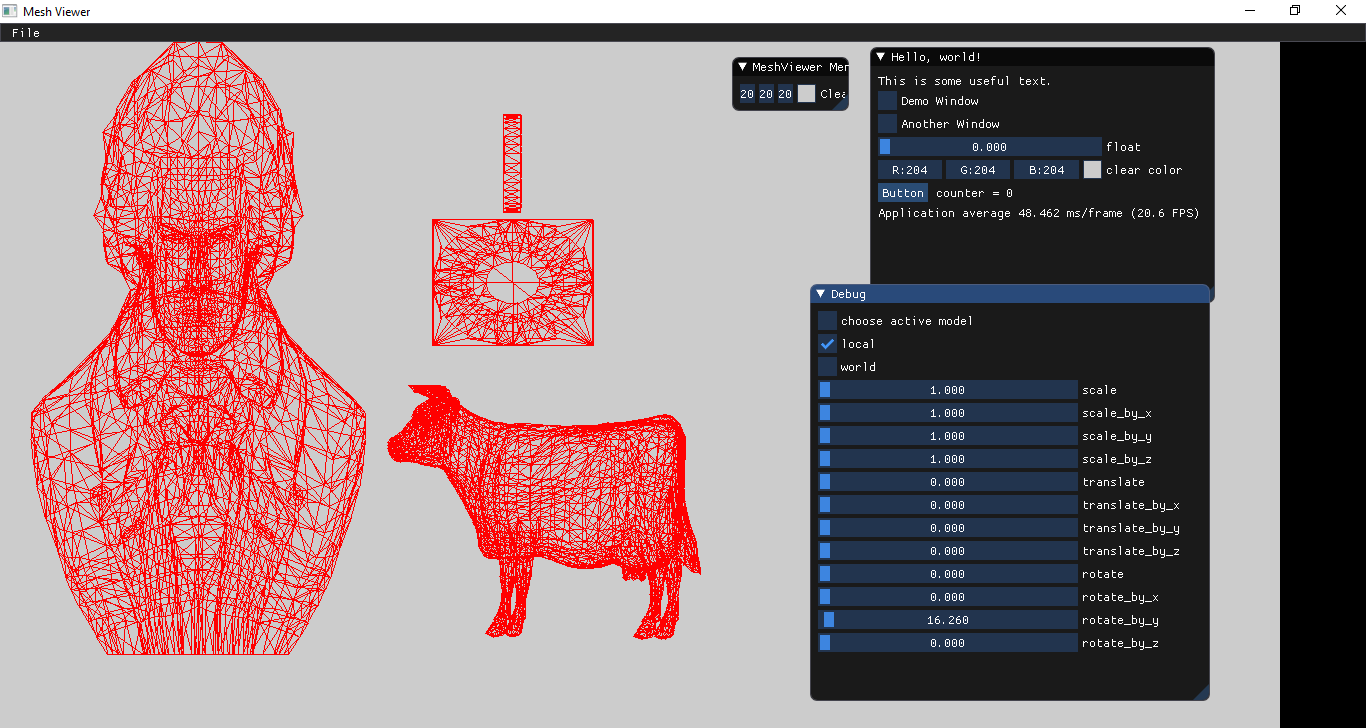 Mesh Viewer
File
MeshViewer Mer
20 20 20 Clea
Hello, world!
This is some useful text.
Demo Window
Another Window
0.000 float
R:204 G:204 B:204 clear color
Button counter = 0
Application average 48.462 ms/frame (20.6 FPS)
Debug
choose active model
local
world
1.000 scale
1.000 scale_by_x
1.000 scale_by_y
1.000 scale_by_z
0.000 translate
0.000 translate_by_x
0.000 translate_by_y
0.000 translate_by_z
0.000 rotate
0.000 rotate_by_x
16.260 rotate_by_y
0.000 rotate_by_z